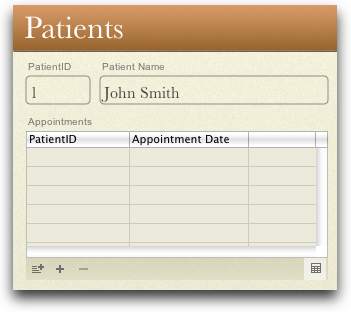 Patients
PatientID Patient Name
1 John Smith
Appointments
PatientID Appointment Date